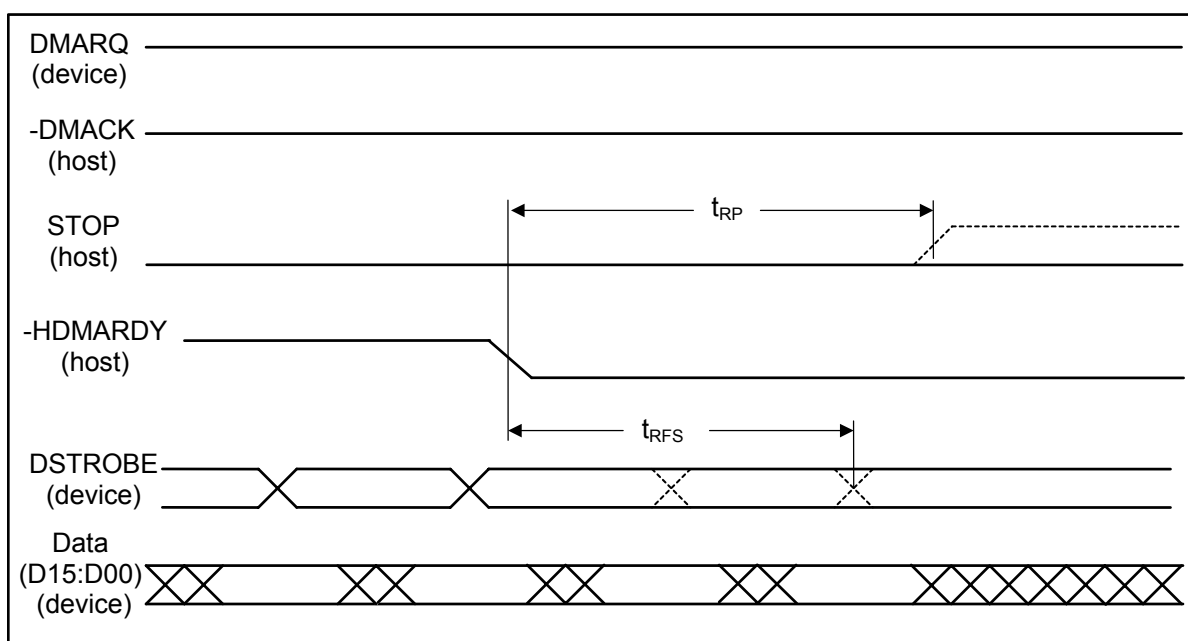 DMARQ
(device)
-DMACK
(host)
STOP
(host)
tRP
-HDMARDY
(host)
tRFS
DSTROBE
(device)
Data
(D15:D00)
(device)